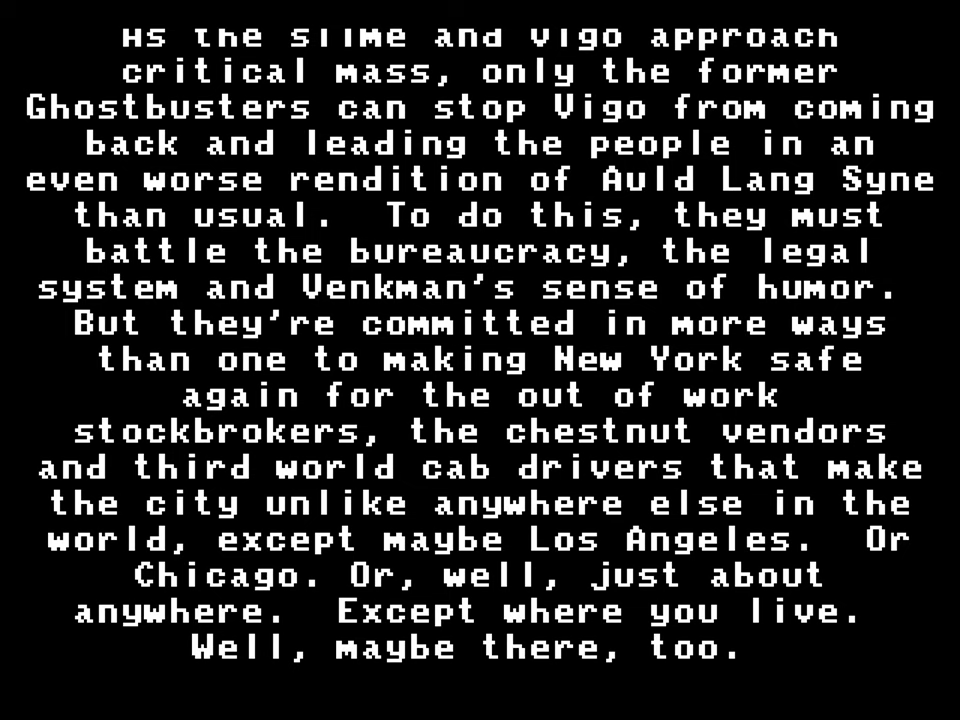 As the slime and Vigo approach
critical mass, only the former
Ghostbusters can stop Vigo from coming
back and leading the people in an
even worse rendition of Auld Lang Syne
than usual.  To do this, they must
battle the bureaucracy, the legal
system and Venkman's sense of humor.
But they're committed in more ways
than one to making New York safe
again for the out of work
stockbrokers, the chestnut vendors
and third world cab drivers that make
the city unlike anywhere else in the
world, except maybe Los Angeles.  Or
Chicago. Or, well, just about
anywhere.  Except where you live.
Well, maybe there, too.